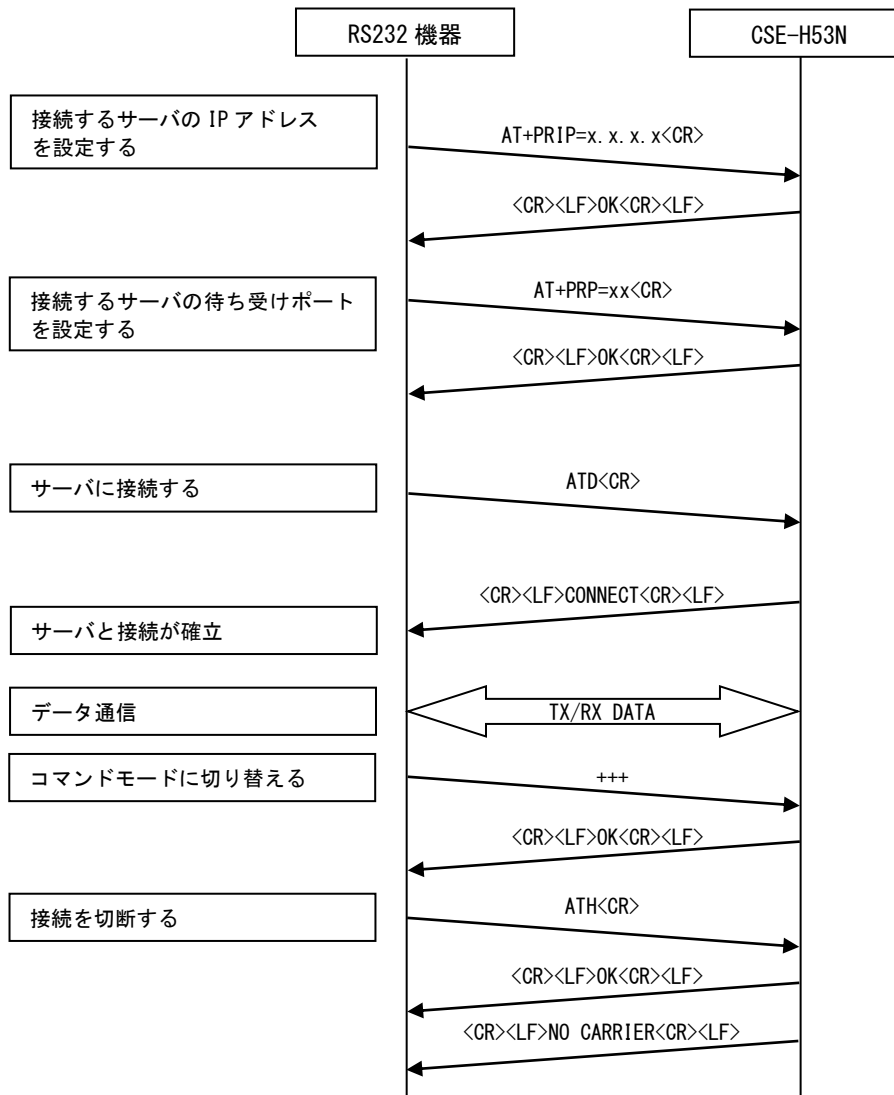 RS232 機器
CSE-H53N
接続するサーバの IP アドレス
を設定する
AT+PRIP=x.x.x.x<CR>
<CR><LF>OK<CR><LF>
接続するサーバの待ち受けポート
を設定する
AT+PRP=xx<CR>
<CR><LF>OK<CR><LF>
サーバに接続する
ATD<CR>
<CR><LF>CONNECT<CR><LF>
サーバと接続が確立
データ通信
TX/RX DATA
コマンドモードに切り替える
+++
<CR><LF>OK<CR><LF>
接続を切断する
ATH<CR>
<CR><LF>OK<CR><LF>
<CR><LF>NO CARRIER<CR><LF>